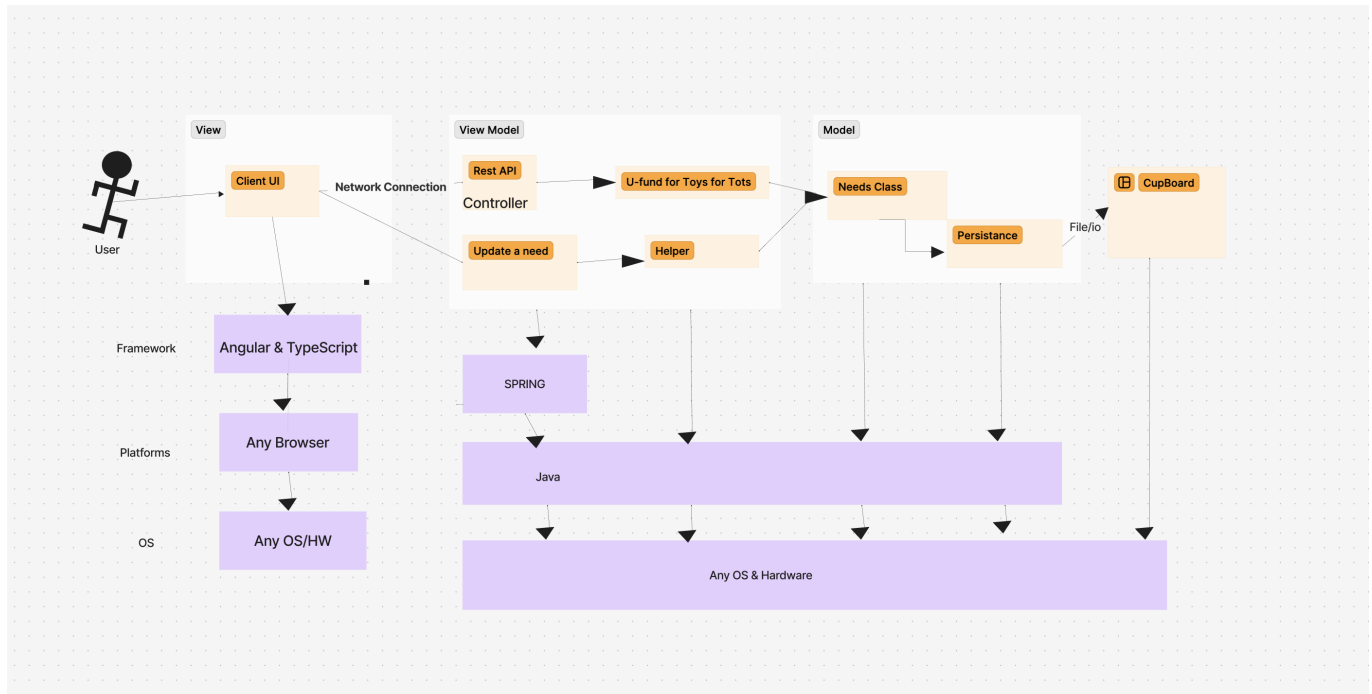 View
View Model
Model
Client UI
Network Connection
Rest API
Controller
U-fund for Toys for Tots
Needs Class
CupBoard
User
Update a need
Helper
Persistance
File/io
Framework
Angular & TypeScript
SPRING
Platforms
Any Browser
Java
OS
Any OS/HW
Any OS & Hardware